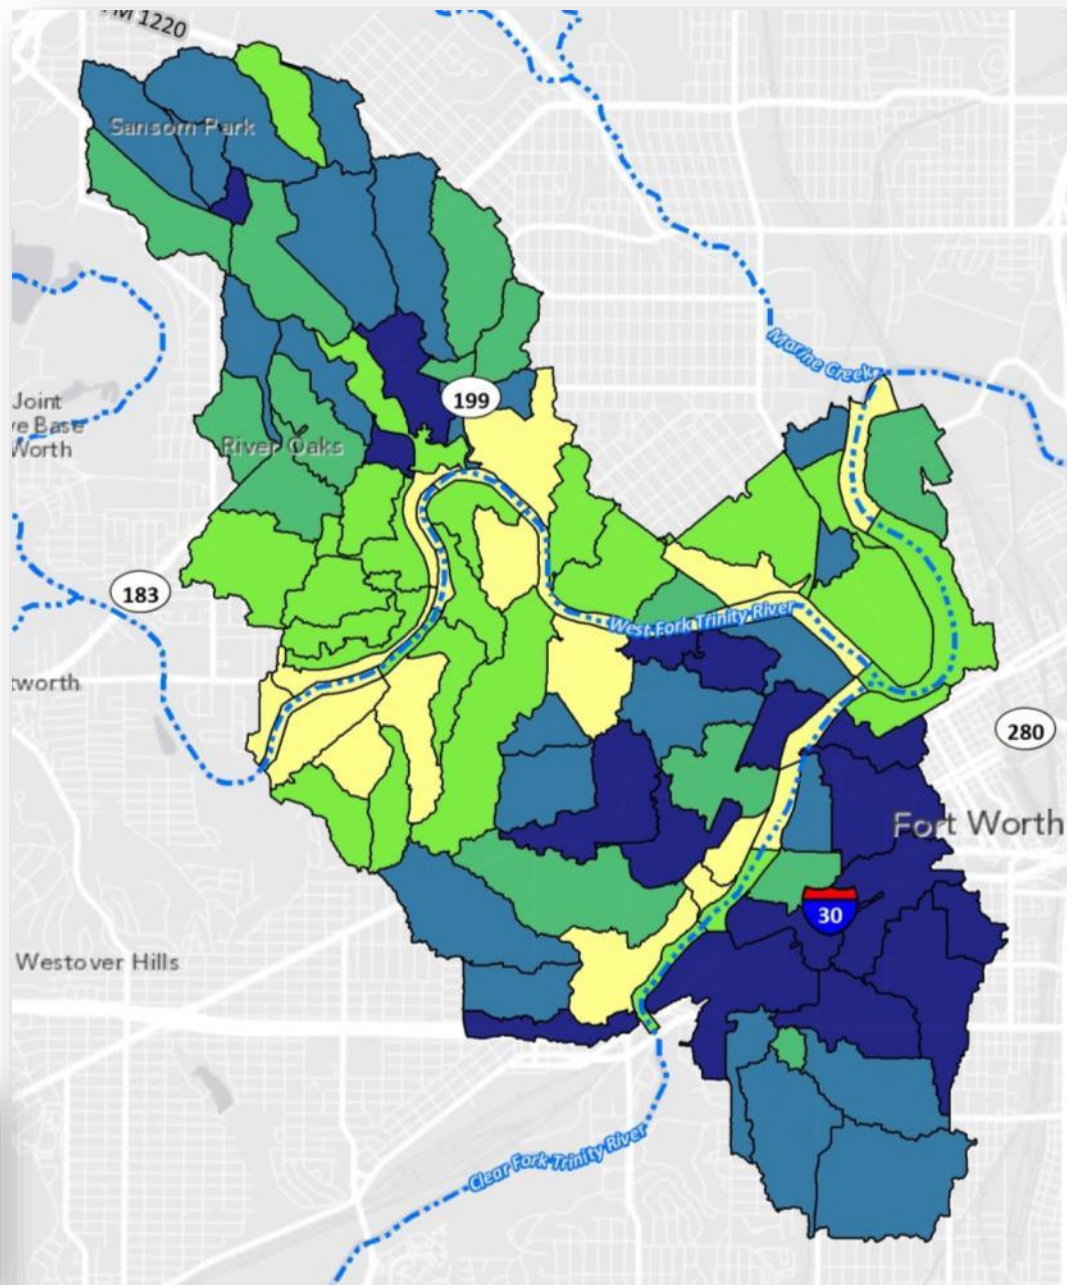 FM 1220
Sansom Park
Marine Creek
199
Joint
ve Base
Worth
River Oaks
183
West Fork Trinity River
tworth
280
Fort Worth
30
Westover Hills
Clear Fork Trinity River